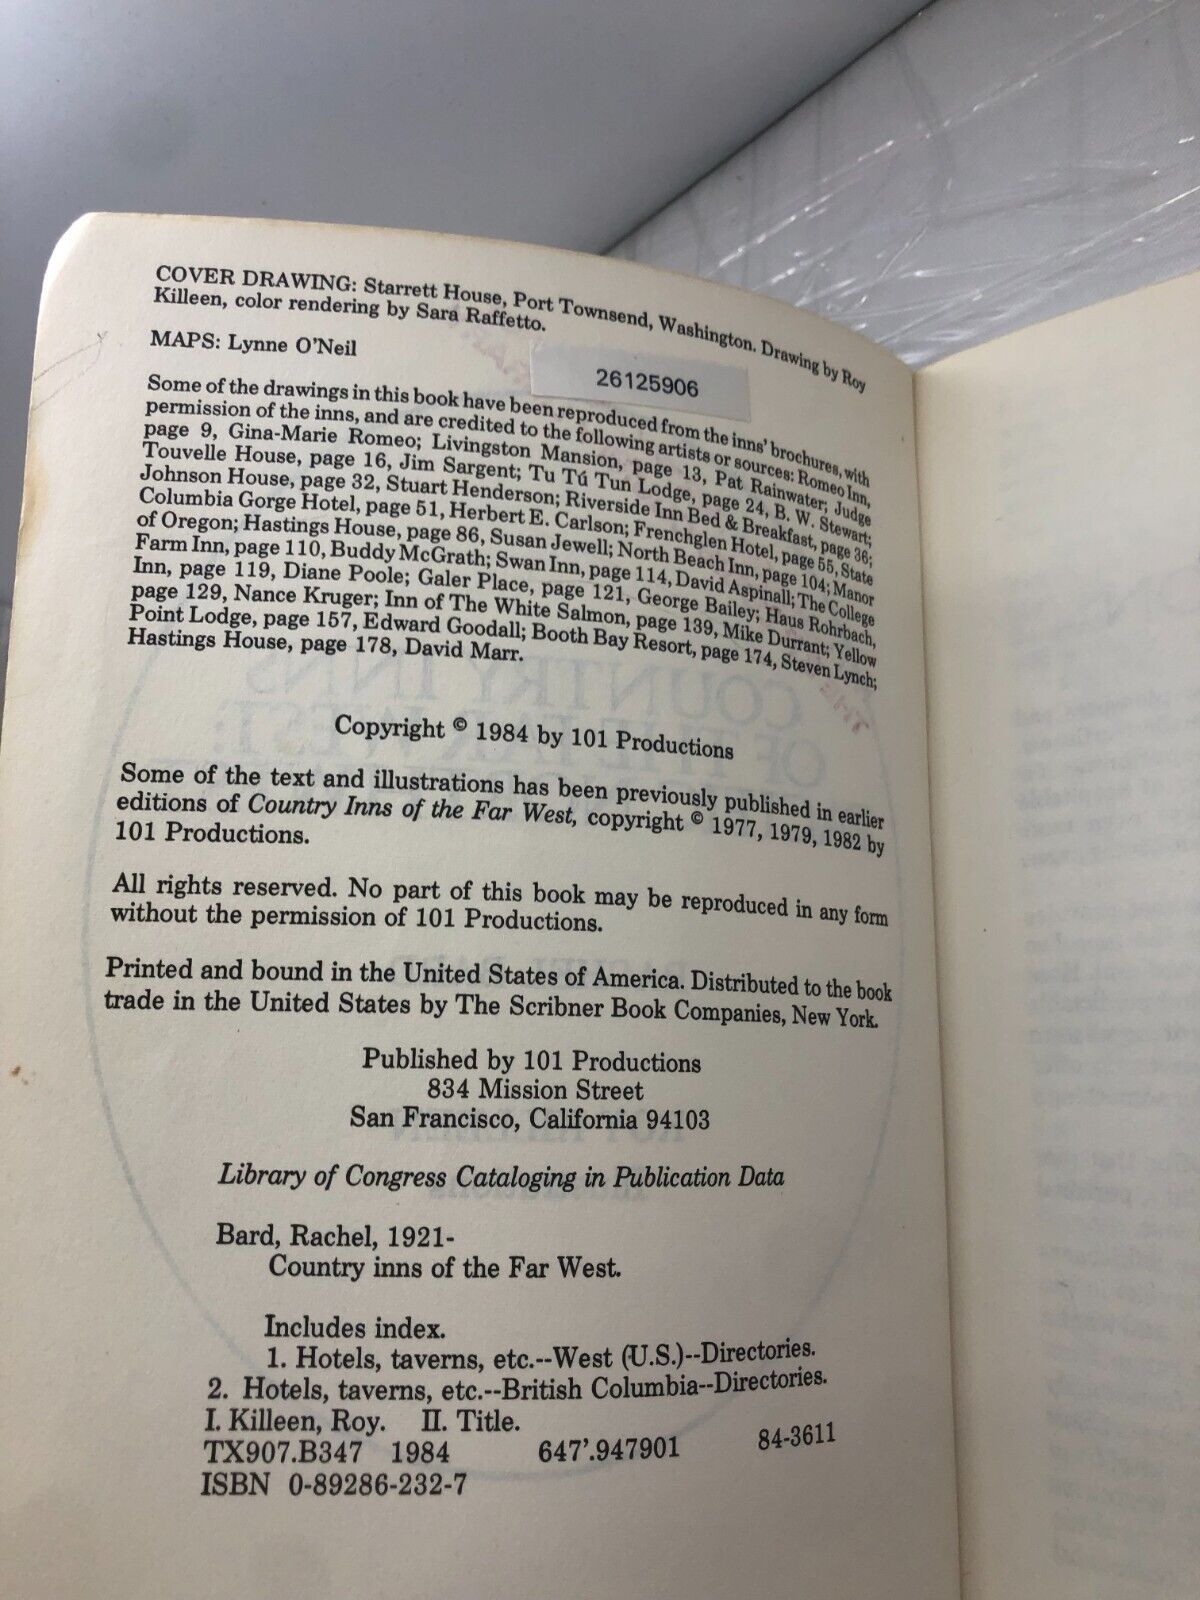 COVER DRAWING: Starrett House, Port Townsend, Washington. Drawing by Roy
Killeen, color rendering by Sara Raffetto.
MAPS: Lynne O'Neil
26125906
Some of the drawings in this book have been reproduced from the inns' brochures, with
permission of the inns, and are credited to the following artists or sources: Romeo Inn,
page 9, Gina-Marie Romeo; Livingston Mansion, page 13, Pat Rainwater; Judge
Touvelle House, page 16, Jim Sargent; Tu Tú Tun Lodge, page 24, B. W. Stewart;
Johnson House, page 32, Stuart Henderson; Riverside Inn Bed & Breakfast, page 36;
Columbia Gorge Hotel, page 51, Herbert E. Carlson; Frenchglen Hotel, page 55, State
of Oregon; Hastings House, page 86, Susan Jewell; North Beach Inn, page 104; Manor
Farm Inn, page 110, Buddy McGrath; Swan Inn, page 114, David Aspinall; The College
Inn, page 119, Diane Poole; Galer Place, page 121, George Bailey; Haus Rohrbach,
page 129, Nance Kruger; Inn of The White Salmon, page 139, Mike Durrant; Yellow
Point Lodge, page 157, Edward Goodall; Booth Bay Resort, page 174, Steven Lynch;
Hastings House, page 178, David Marr.
Copyright © 1984 by 101 Productions
Some of the text and illustrations has been previously published in earlier
editions of Country Inns of the Far West, copyright © 1977, 1979, 1982 by
101 Productions.
All rights reserved. No part of this book may be reproduced in any form
without the permission of 101 Productions.
Printed and bound in the United States of America. Distributed to the book
trade in the United States by The Scribner Book Companies, New York.
Published by 101 Productions
834 Mission Street
San Francisco, California 94103
Library of Congress Cataloging in Publication Data
Bard, Rachel, 1921-
Country inns of the Far West.
Includes index.
1. Hotels, taverns, etc.--West (U.S.)--Directories.
2. Hotels, taverns, etc.--British Columbia--Directories.
I. Killeen, Roy. II. Title.
TX907.B347 1984 647'.947901 84-3611
ISBN 0-89286-232-7